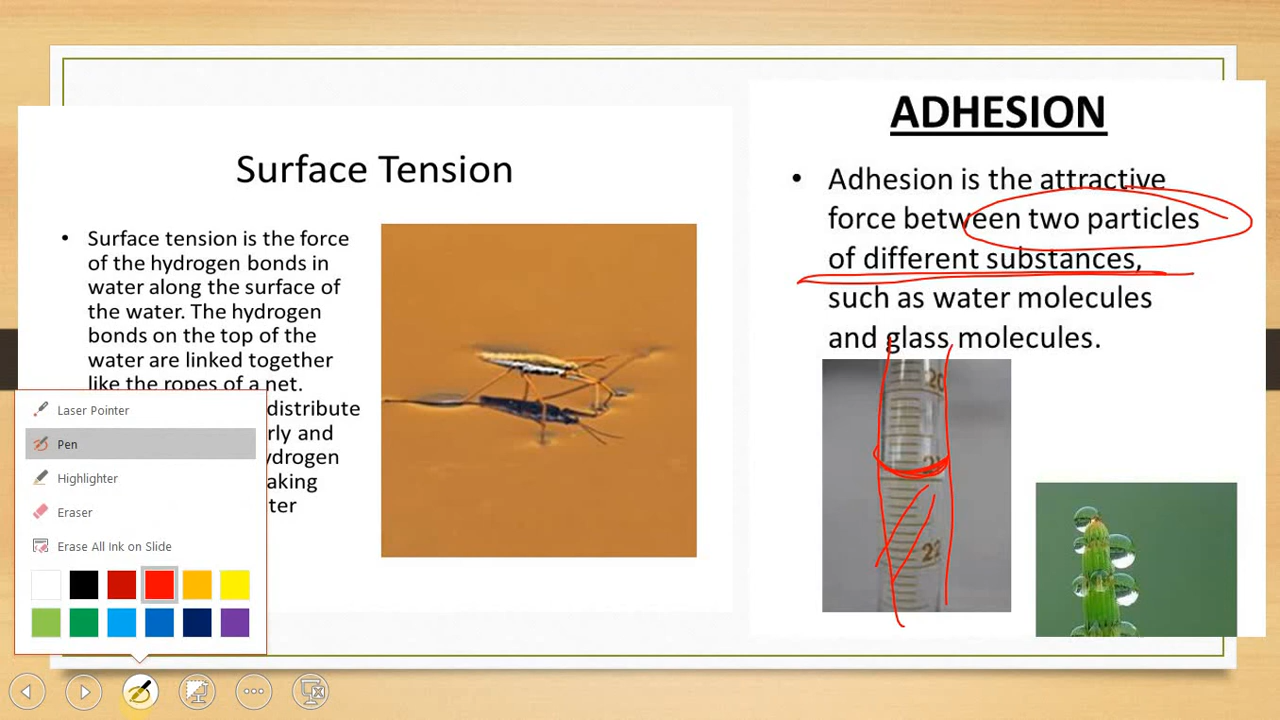 Surface Tension
• Surface tension is the force
of the hydrogen bonds in
water along the surface of
the water. The hydrogen
bonds on the top of the
water are linked together
like the ropes of a net.
distribute
rly and
ydrogen
aking
ter
Laser Pointer
Pen
Highlighter
Eraser
Erase All Ink on Slide
ADHESION
• Adhesion is the attractive
force between two particles
of different substances,
such as water molecules
and glass molecules.
20
21
22